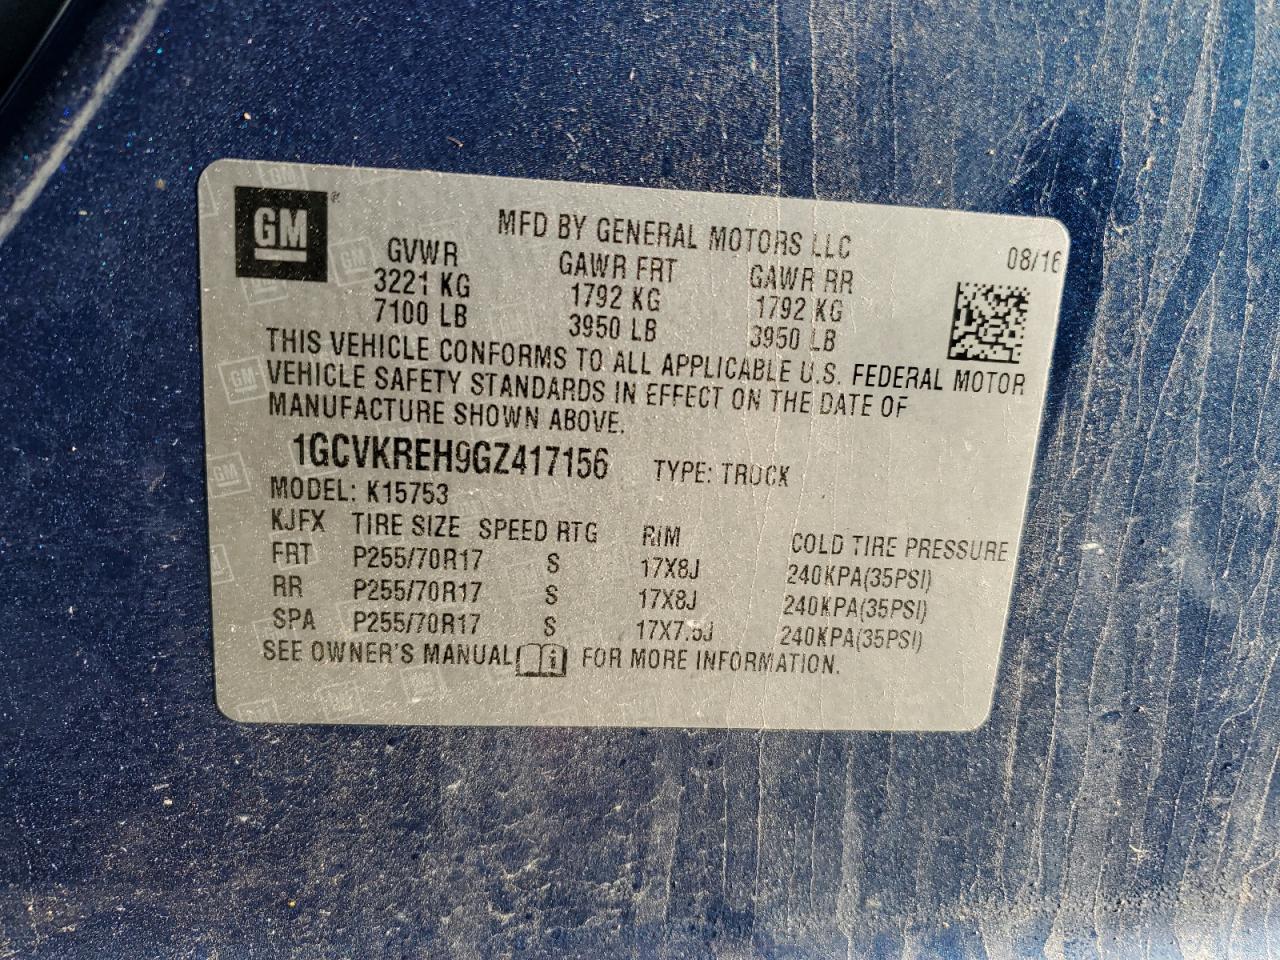 GM
MFD BY GENERAL MOTORS LLC
08/16
GVWR GAWR FRT GAWR RR
3221 KG 1792 KG 1792 KG
7100 LB 3950 LB 3950 LB
THIS VEHICLE CONFORMS TO ALL APPLICABLE U.S. FEDERAL MOTOR
VEHICLE SAFETY STANDARDS IN EFFECT ON THE DATE OF
MANUFACTURE SHOWN ABOVE.
1GCVKREH9GZ417156 TYPE: TRUCK
MODEL: K15753
KJFX TIRE SIZE SPEED RTG RIM COLD TIRE PRESSURE
FRT P255/70R17 S 17X8J 240KPA(35PSI)
RR P255/70R17 S 17X8J 240KPA(35PSI)
SPA P255/70R17 S 17X7.5J 240KPA(35PSI)
SEE OWNER'S MANUAL FOR MORE INFORMATION.